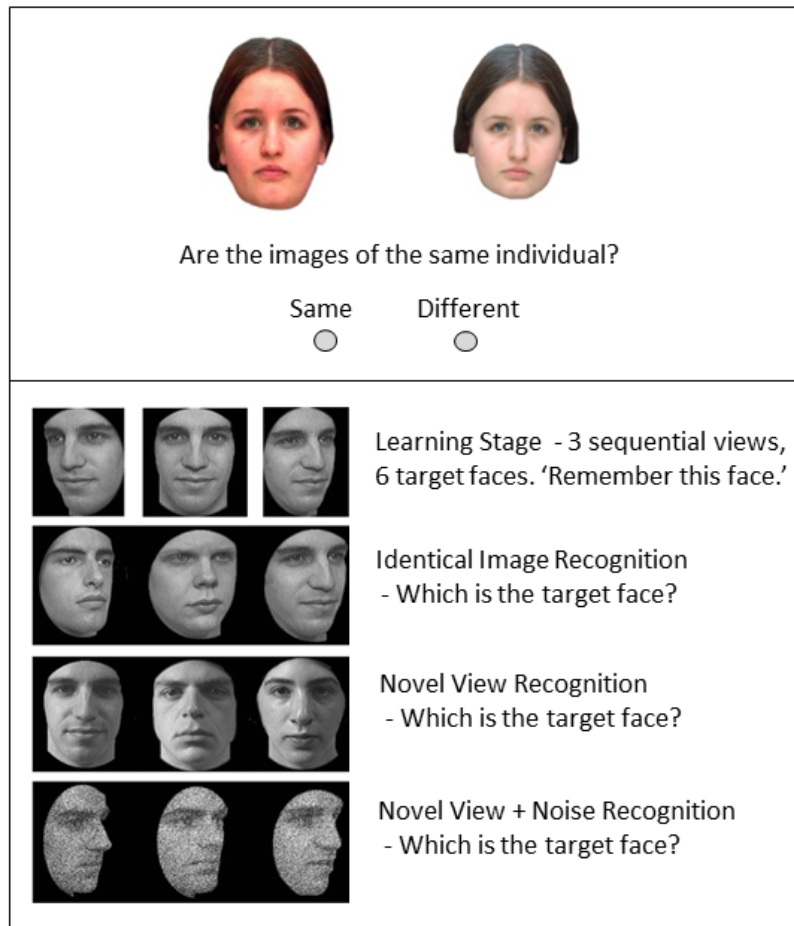 Are the images of the same individual?
Same Different
Learning Stage - 3 sequential views,
6 target faces. ‘Remember this face.’
Identical Image Recognition
- Which is the target face?
Novel View Recognition
- Which is the target face?
Novel View + Noise Recognition
- Which is the target face?